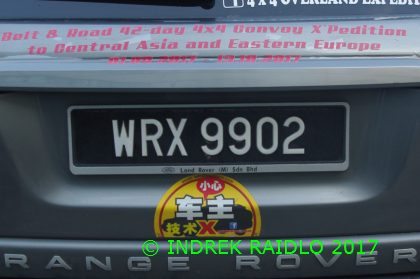 4X4 OVERLAND EXPEDI
Belt & Road 42 day 4x4 Convoy X'Pedition
to Central Asia and Eastern Europe
WRX 9902
Land Rover (M) Sdn Bhd
小心
车主
技术X
© INDREK RAIDLO 2017
RANGE ROVER